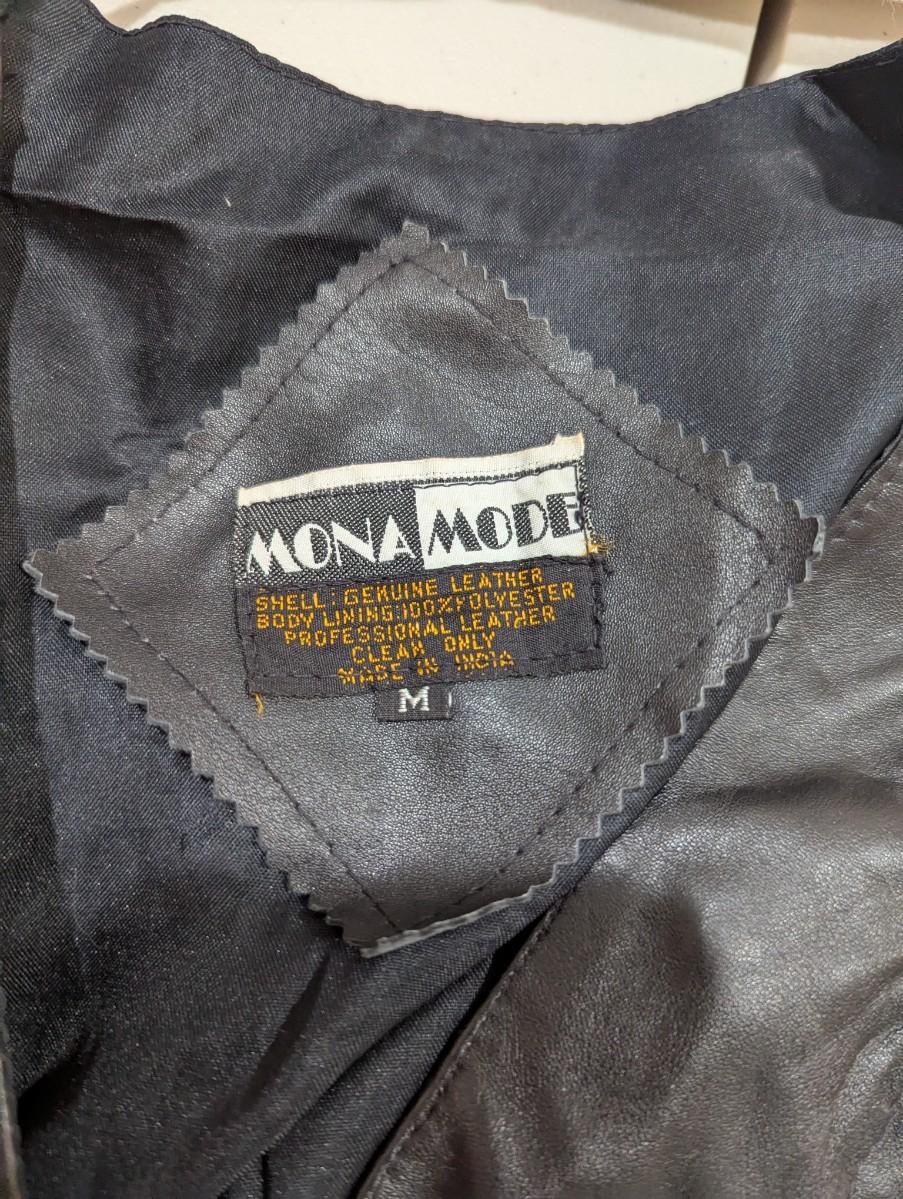 MONA MODE
SHELL: GENUINE LEATHER
BODY LINING:100%POLYESTER
PROFESSIONAL LEATHER
CLEAN ONLY
MADE IN INDIA
M